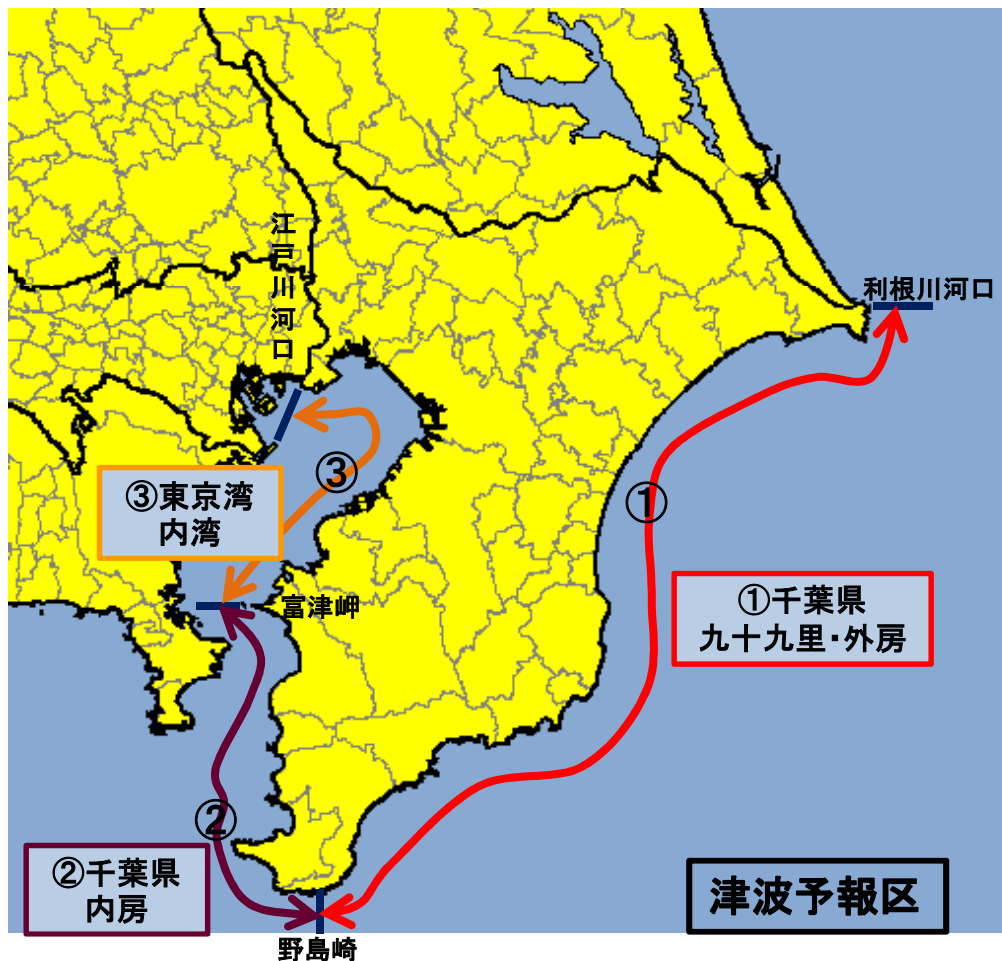 江戸川河口
利根川河口
③
③東京湾
内湾
①
富津岬
①千葉県
九十九里・外房
②
②千葉県
内房
津波予報区
野島崎